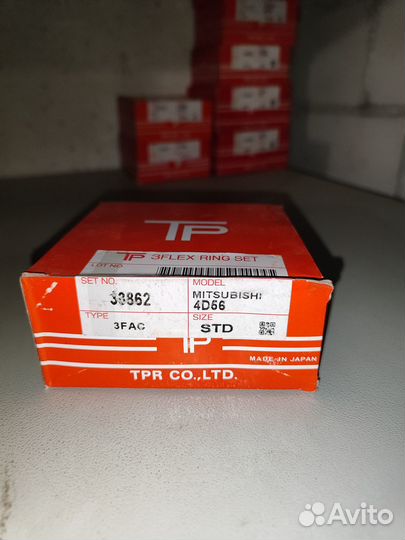 TP
TP 3FLEX RING SET
LOT NO.
SET NO.
33862
MODEL
MITSUBISHI
4D56
TYPE
3FAC
SIZE
STD
TP
MADE IN JAPAN
TPR CO.,LTD.
Avito